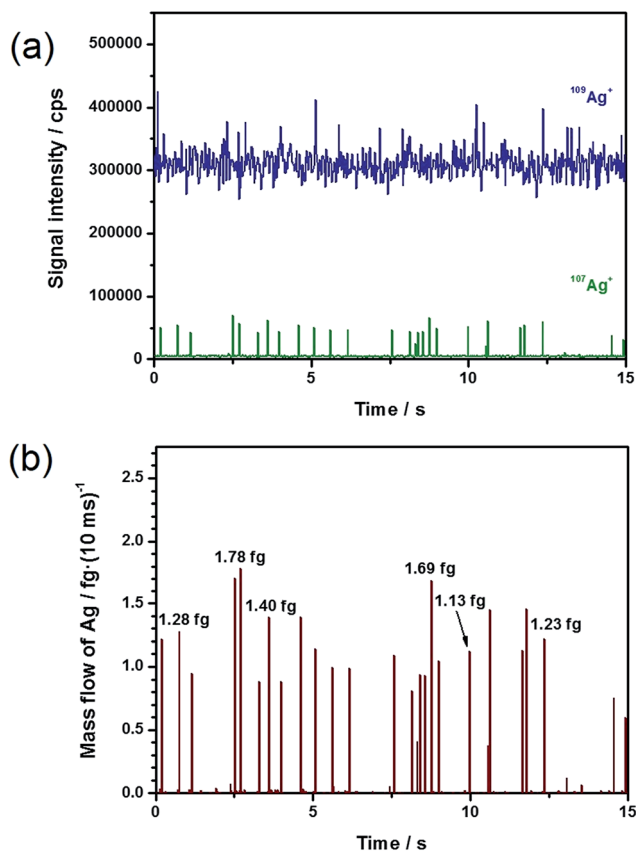 (a)
Signal intensity / cps
500000
400000
300000
200000
100000
0
¹⁰⁹Ag⁺
¹⁰⁷Ag⁺
0 5 10 15
Time / s
(b)
Mass flow of Ag / fg·(10 ms)⁻¹
2.5
2.0
1.5
1.0
0.5
0.0
1.28 fg
1.78 fg
1.40 fg
1.69 fg
1.13 fg
1.23 fg
0 5 10 15
Time / s